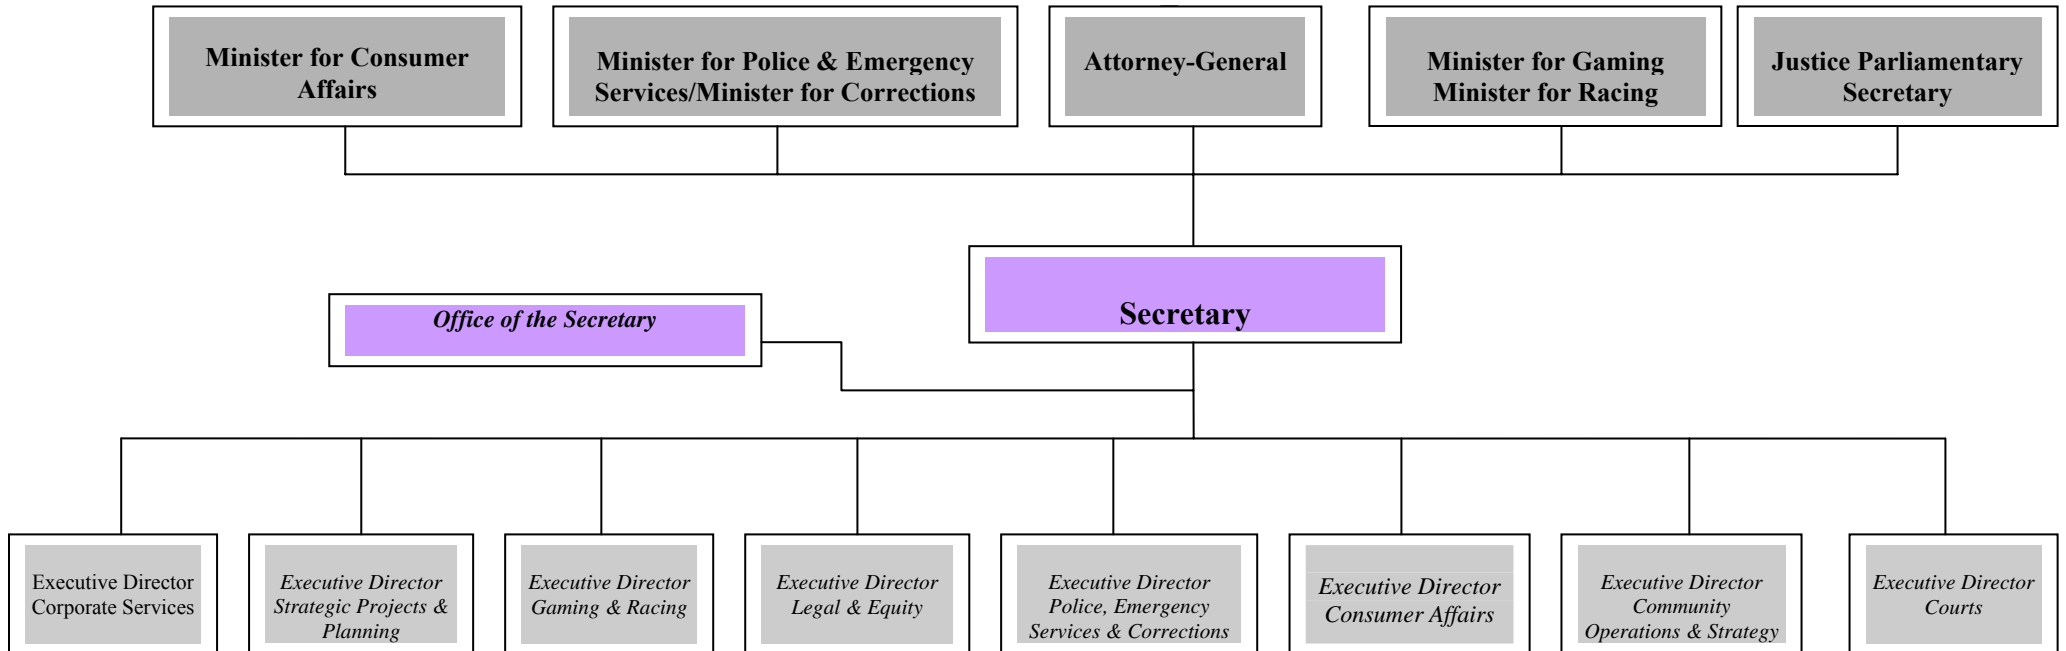 Minister for Consumer
Affairs
Minister for Police & Emergency
Services/Minister for Corrections
Attorney-General
Minister for Gaming
Minister for Racing
Justice Parliamentary
Secretary
Secretary
Office of the Secretary
Executive Director
Corporate Services
Executive Director
Strategic Projects &
Planning
Executive Director
Gaming & Racing
Executive Director
Legal & Equity
Executive Director
Police, Emergency
Services & Corrections
Executive Director
Consumer Affairs
Executive Director
Community
Operations & Strategy
Executive Director
Courts